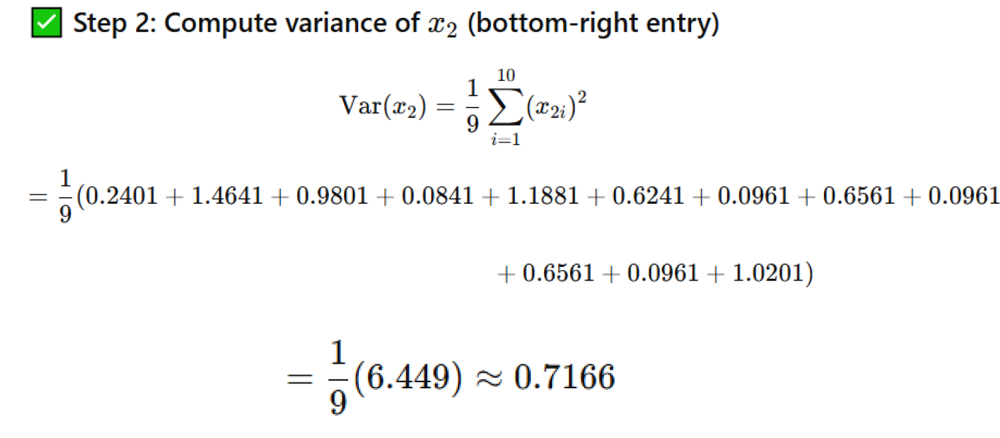 ✅ Step 2: Compute variance of x₂ (bottom-right entry)
Var(x₂) = 1/9 ∑_{i=1}^{10} (x₂ᵢ)²
= 1/9 (0.2401 + 1.4641 + 0.9801 + 0.0841 + 1.1881 + 0.6241 + 0.0961 + 0.6561 + 0.0961
+ 0.6561 + 0.0961 + 1.0201)
= 1/9 (6.449) ≈ 0.7166